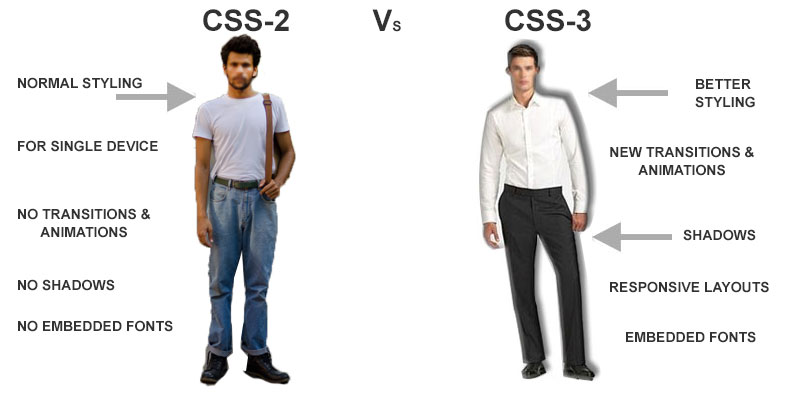 CSS-2 Vs CSS-3
NORMAL STYLING
FOR SINGLE DEVICE
NO TRANSITIONS &
ANIMATIONS
NO SHADOWS
NO EMBEDDED FONTS
BETTER
STYLING
NEW TRANSITIONS &
ANIMATIONS
SHADOWS
RESPONSIVE LAYOUTS
EMBEDDED FONTS